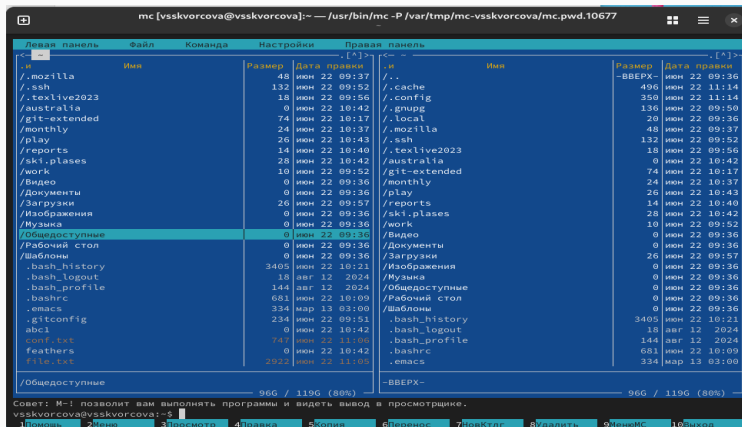 mc [vsskvorcova@vsskvorcova]:~ — /usr/bin/mc -P /var/tmp/mc-vsskvorcova/mc.pwd.10677
Левая панель Файл Команда Настройки Правая панель
<— ~ —.[^]> <— ~ —.[^]>
.и Имя Размер Дата правки .и Имя Размер Дата правки
/.mozilla 48 июн 22 09:37 /.. -ВВЕРХ- июн 22 09:36
/.ssh 132 июн 22 09:52 /.cache 496 июн 22 11:14
/.texlive2023 18 июн 22 09:56 /.config 350 июн 22 11:14
/australia 0 июн 22 10:42 /.gnupg 136 июн 22 09:50
/git-extended 74 июн 22 10:17 /.local 20 июн 22 09:36
/monthly 24 июн 22 10:37 /.mozilla 48 июн 22 09:37
/play 26 июн 22 10:43 /.ssh 132 июн 22 09:52
/reports 14 июн 22 10:40 /.texlive2023 18 июн 22 09:56
/ski.plases 28 июн 22 10:42 /australia 0 июн 22 10:42
/work 10 июн 22 09:52 /git-extended 74 июн 22 10:17
/Видео 0 июн 22 09:36 /monthly 24 июн 22 10:37
/Документы 0 июн 22 09:36 /play 26 июн 22 10:43
/Загрузки 26 июн 22 09:57 /reports 14 июн 22 10:40
/Изображения 0 июн 22 09:36 /ski.plases 28 июн 22 10:42
/Музыка 0 июн 22 09:36 /work 10 июн 22 09:52
/Общедоступные 0 июн 22 09:36 /Видео 0 июн 22 09:36
/Рабочий стол 0 июн 22 09:36 /Документы 0 июн 22 09:36
/Шаблоны 0 июн 22 09:36 /Загрузки 26 июн 22 09:57
.bash_history 3405 июн 22 10:21 /Изображения 0 июн 22 09:36
.bash_logout 18 авг 12 2024 /Музыка 0 июн 22 09:36
.bash_profile 144 авг 12 2024 /Общедоступные 0 июн 22 09:36
.bashrc 681 июн 22 10:09 /Рабочий стол 0 июн 22 09:36
.emacs 334 мар 13 03:00 /Шаблоны 0 июн 22 09:36
.gitconfig 234 июн 22 09:51 .bash_history 3405 июн 22 10:21
abc1 0 июн 22 10:42 .bash_logout 18 авг 12 2024
conf.txt 747 июн 22 11:06 .bash_profile 144 авг 12 2024
feathers 0 июн 22 10:42 .bashrc 681 июн 22 10:09
file.txt 2922 июн 22 11:05 .emacs 334 мар 13 03:00
/Общедоступные -ВВЕРХ-
96G / 119G (80%) 96G / 119G (80%)
Совет: M-! позволит вам выполнять программы и видеть вывод в просмотрщике.
vsskvorcova@vsskvorcova:~$
1Помощь 2Меню 3Просмотр 4Правка 5Копия 6Перенос 7НовКтлг 8Удалить 9МенюМС 10Выход